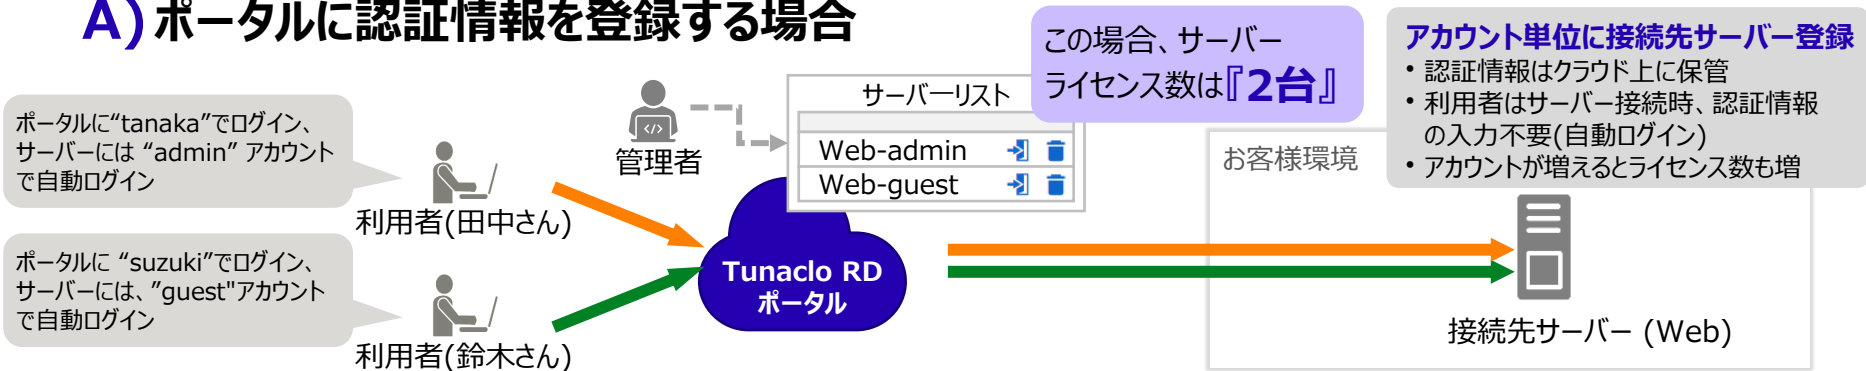 A) ポータルに認証情報を登録する場合
この場合、サーバー
ライセンス数は『2台』
アカウント単位に接続先サーバー登録
・認証情報はクラウド上に保管
・利用者はサーバー接続時、認証情報
の入力不要(自動ログイン)
・アカウントが増えるとライセンス数も増
ポータルに“tanaka”でログイン、
サーバーには “admin” アカウント
で自動ログイン
利用者(田中さん)
管理者
サーバーリスト
Web-admin
Web-guest
お客様環境
ポータルに “suzuki”でログイン、
サーバーには、”guest"アカウント
で自動ログイン
利用者(鈴木さん)
Tunaclo RD
ポータル
接続先サーバー (Web)